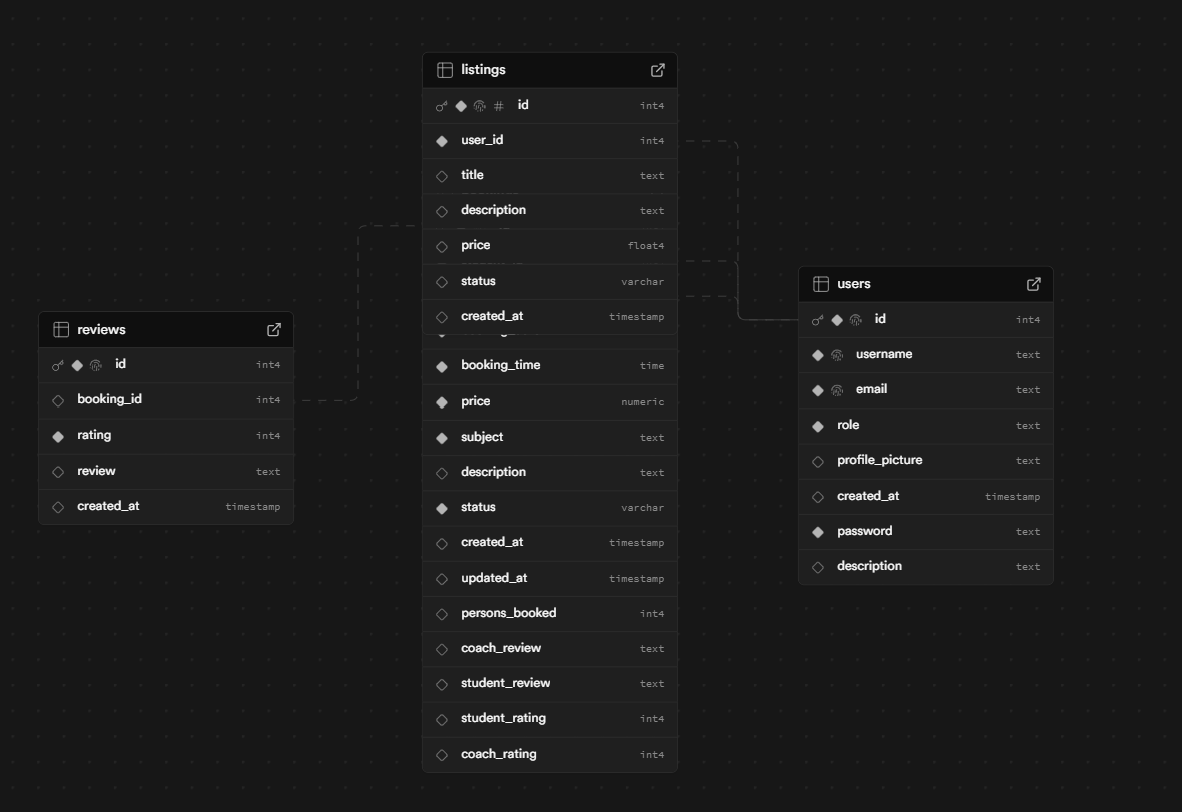 listings
# id int4
user_id int4
title text
description text
price float4
status varchar
created_at timestamp
booking_time time
price numeric
subject text
description text
status varchar
created_at timestamp
updated_at timestamp
persons_booked int4
coach_review text
student_review text
student_rating int4
coach_rating int4
reviews
id int4
booking_id int4
rating int4
review text
created_at timestamp
users
id int4
username text
email text
role text
profile_picture text
created_at timestamp
password text
description text